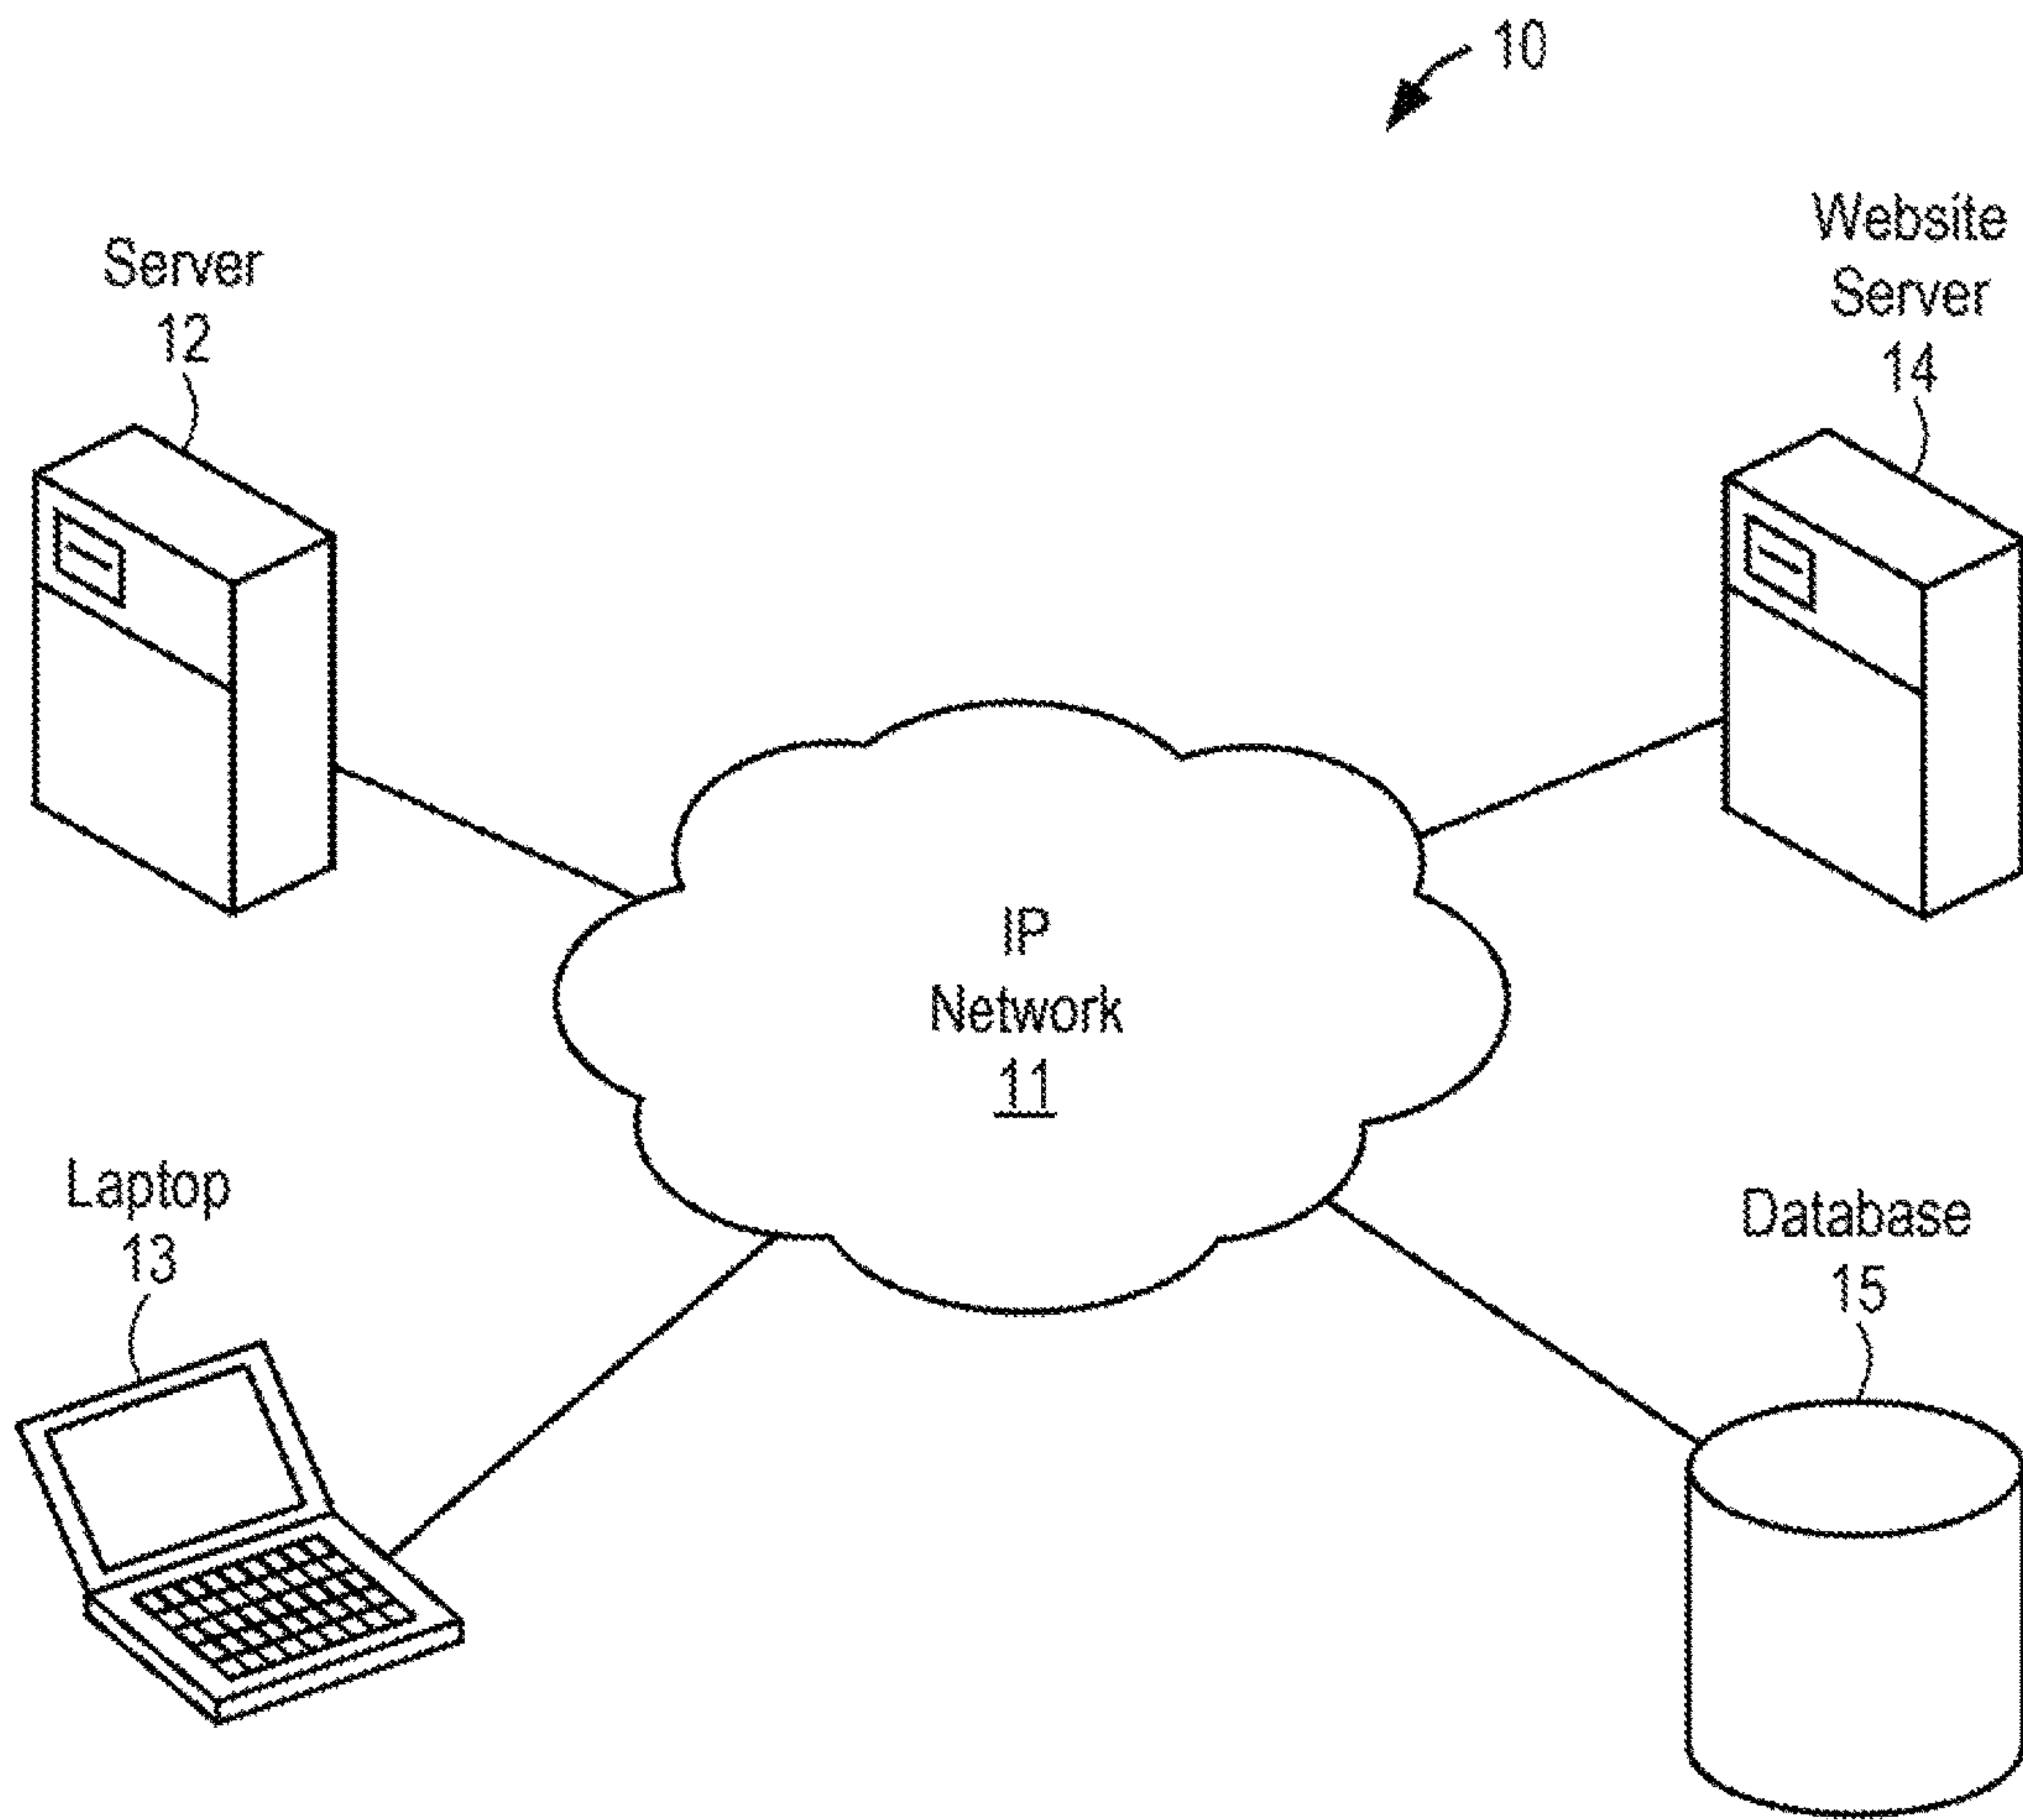 10
Server
12
Website
Server
14
IP
Network
11
Laptop
13
Database
15